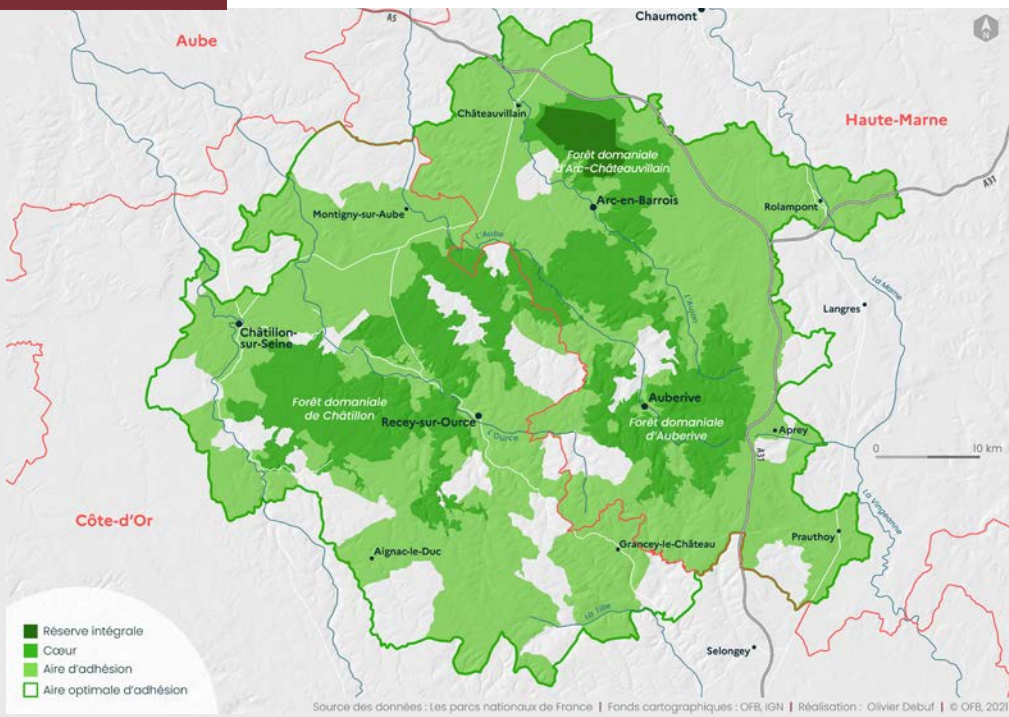 Chaumont
N
A5
Aube
Châteauvillain
Haute-Marne
Forêt domaniale
d'Arc-Châteauvillain
A31
Arc-en-Barrois
Rolampont
Montigny-sur-Aube
L'Aube
La Marne
L'Aujon
Langres
Châtillon-
sur-Seine
Forêt domaniale
de Châtillon
Auberive
Recey-sur-Ource
Forêt domaniale
d'Auberive
L'Ource
Aprey
A31
0 10 km
La Vingeanne
Côte-d'Or
Prauthoy
Grancey-le-Château
Aignac-le-Duc
La Tille
Selongey
Réserve intégrale
Cœur
Aire d'adhésion
Aire optimale d'adhésion
Source des données : Les parcs nationaux de France | Fonds cartographiques : OFB, IGN | Réalisation : Olivier Debuf | © OFB, 2021